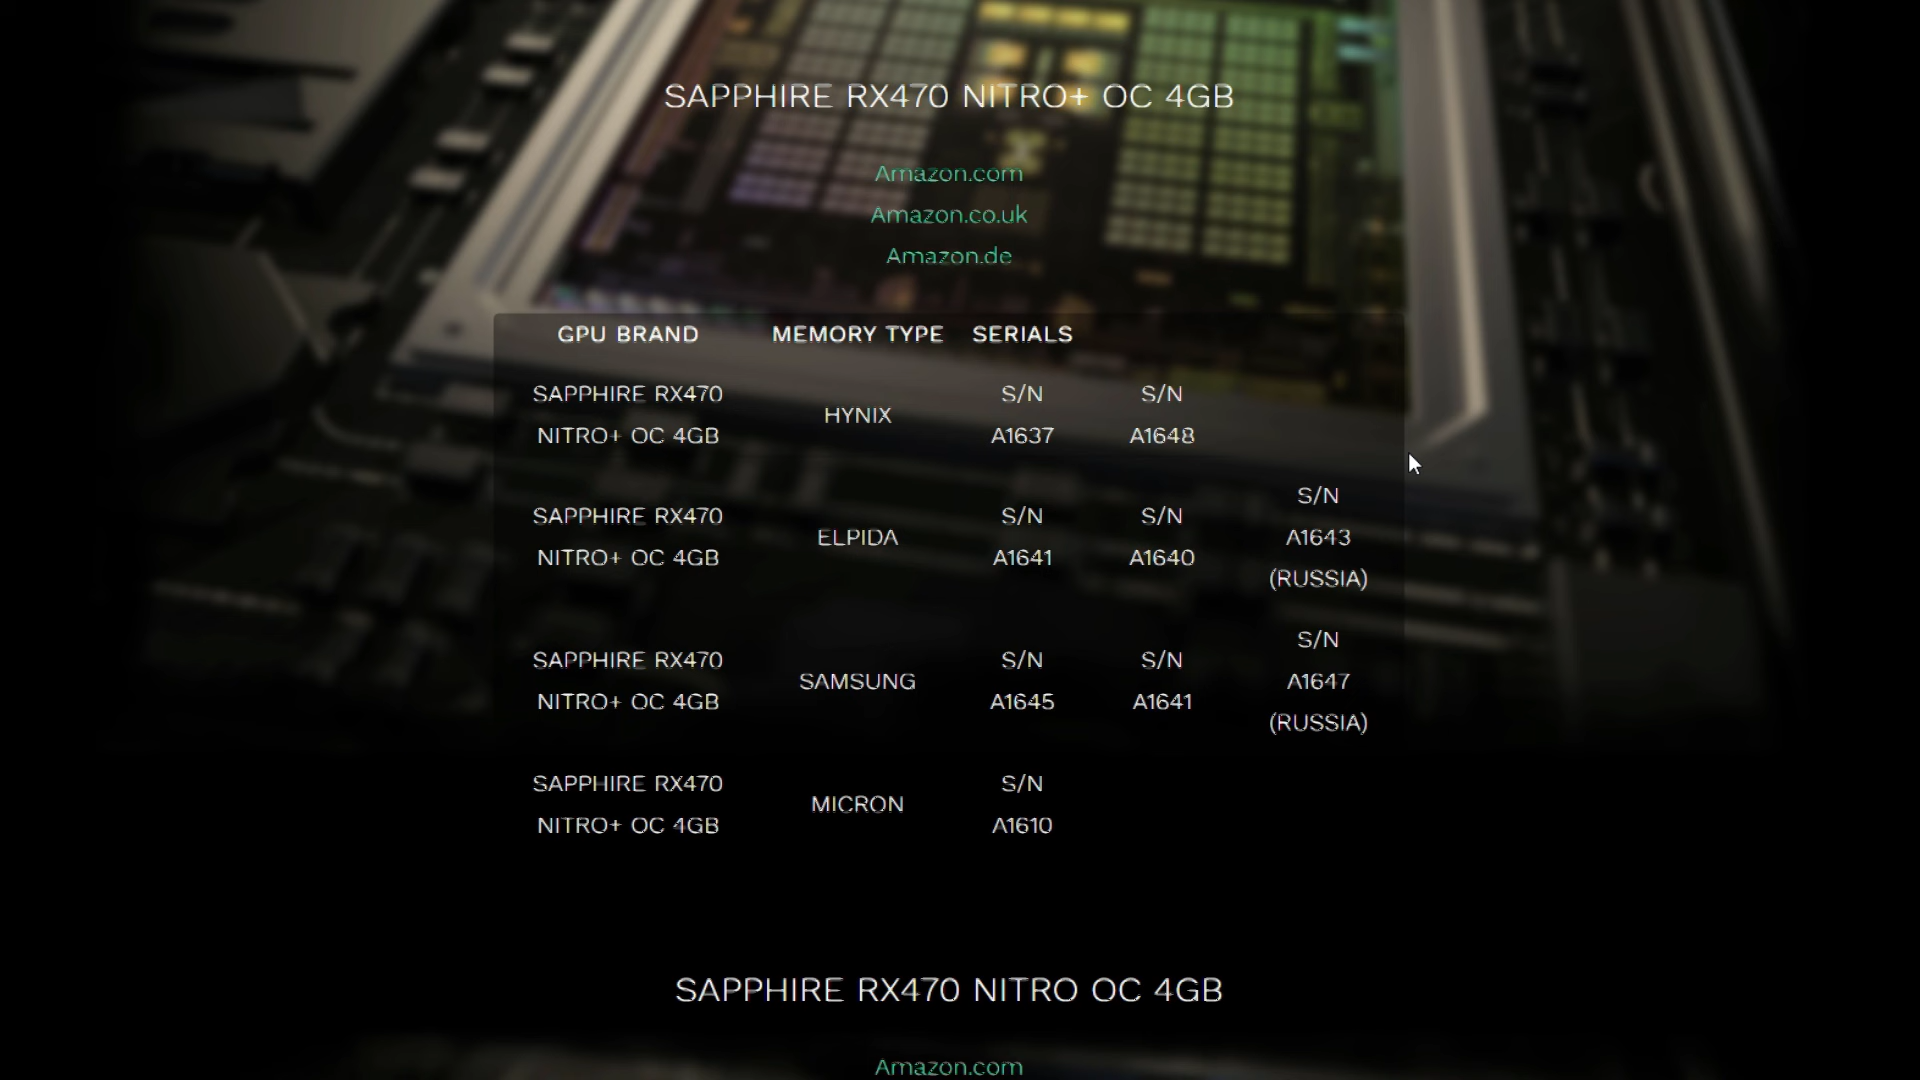 SAPPHIRE RX470 NITRO+ OC 4GB
Amazon.com
Amazon.co.uk
Amazon.de
GPU BRAND MEMORY TYPE SERIALS
SAPPHIRE RX470
NITRO+ OC 4GB
HYNIX
S/N
A1637
S/N
A1648
SAPPHIRE RX470
NITRO+ OC 4GB
ELPIDA
S/N
A1641
S/N
A1640
S/N
A1643
(RUSSIA)
SAPPHIRE RX470
NITRO+ OC 4GB
SAMSUNG
S/N
A1645
S/N
A1641
S/N
A1647
(RUSSIA)
SAPPHIRE RX470
NITRO+ OC 4GB
MICRON
S/N
A1610
SAPPHIRE RX470 NITRO OC 4GB
Amazon.com